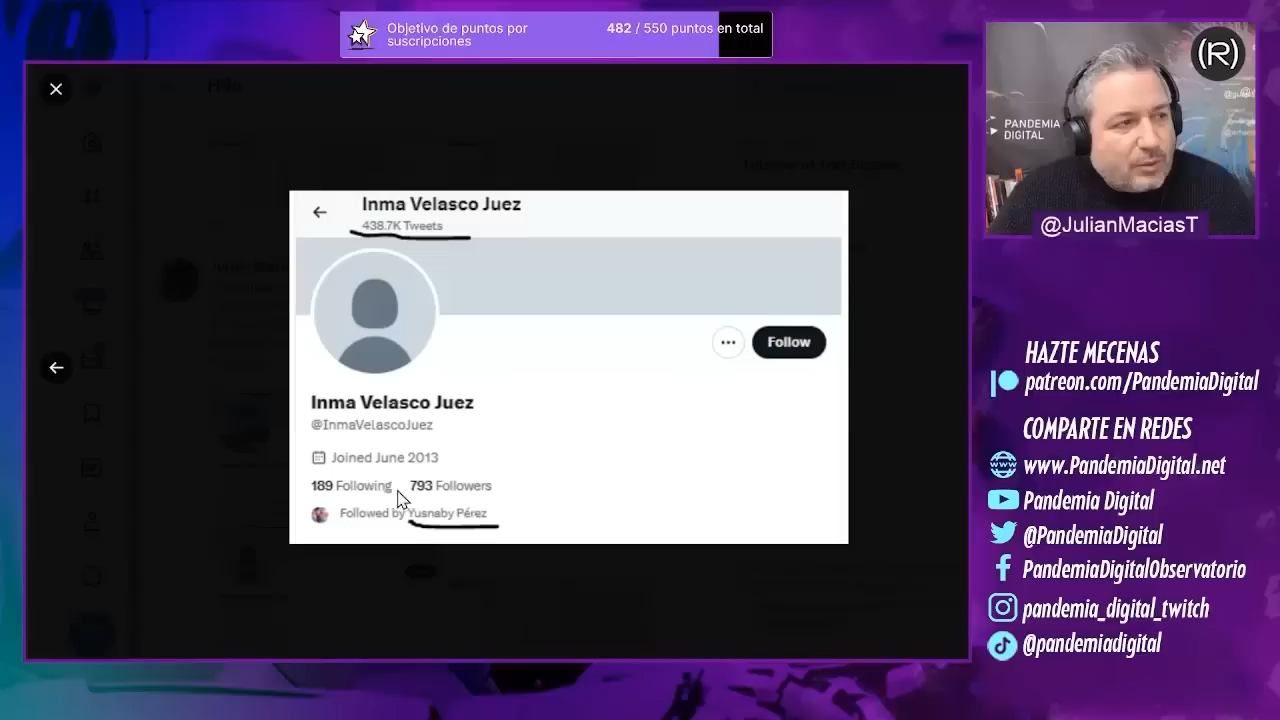 Objetivo de puntos por
suscripciones
482 / 550 puntos en total
Inma Velasco Juez
438.7K Tweets
Follow
Inma Velasco Juez
@InmaVelascoJuez
Joined June 2013
189 Following 793 Followers
Followed by Yusnaby Pérez
(R)
PANDEMIA
DIGITAL
@JulianMaciasT
HAZTE MECENAS
patreon.com/PandemiaDigital
COMPARTE EN REDES
www.PandemiaDigital.net
Pandemia Digital
@PandemiaDigital
PandemiaDigitalObservatorio
pandemia_digital_twitch
@pandemiadigital